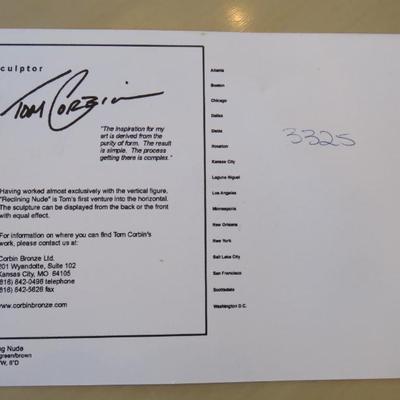 culptor
Tom Corbin
"The inspiration for my
art is derived from the
purity of form. The result
is simple. The process
getting there is complex."
Having worked almost exclusively with the vertical figure,
"Reclining Nude" is Tom's first venture into the horizontal.
The sculpture can be displayed from the back or the front
with equal effect.
For information on where you can find Tom Corbin's
work, please contact us at:
Corbin Bronze Ltd.
201 Wyandotte, Suite 102
Kansas City, MO 64105
(816) 842-0498 telephone
(816) 842-5828 fax
www.corbinbronze.com
ng Nude
green/brown
"W, 8"D
Atlanta
Boston
Chicago
Dallas
Delde
Houston
Kansas City
Laguna Niguel
Los Angeles
Minneapolis
New Orleans
New York
Salt Lake City
San Francisco
Scottsdale
Washington D.C.
3325